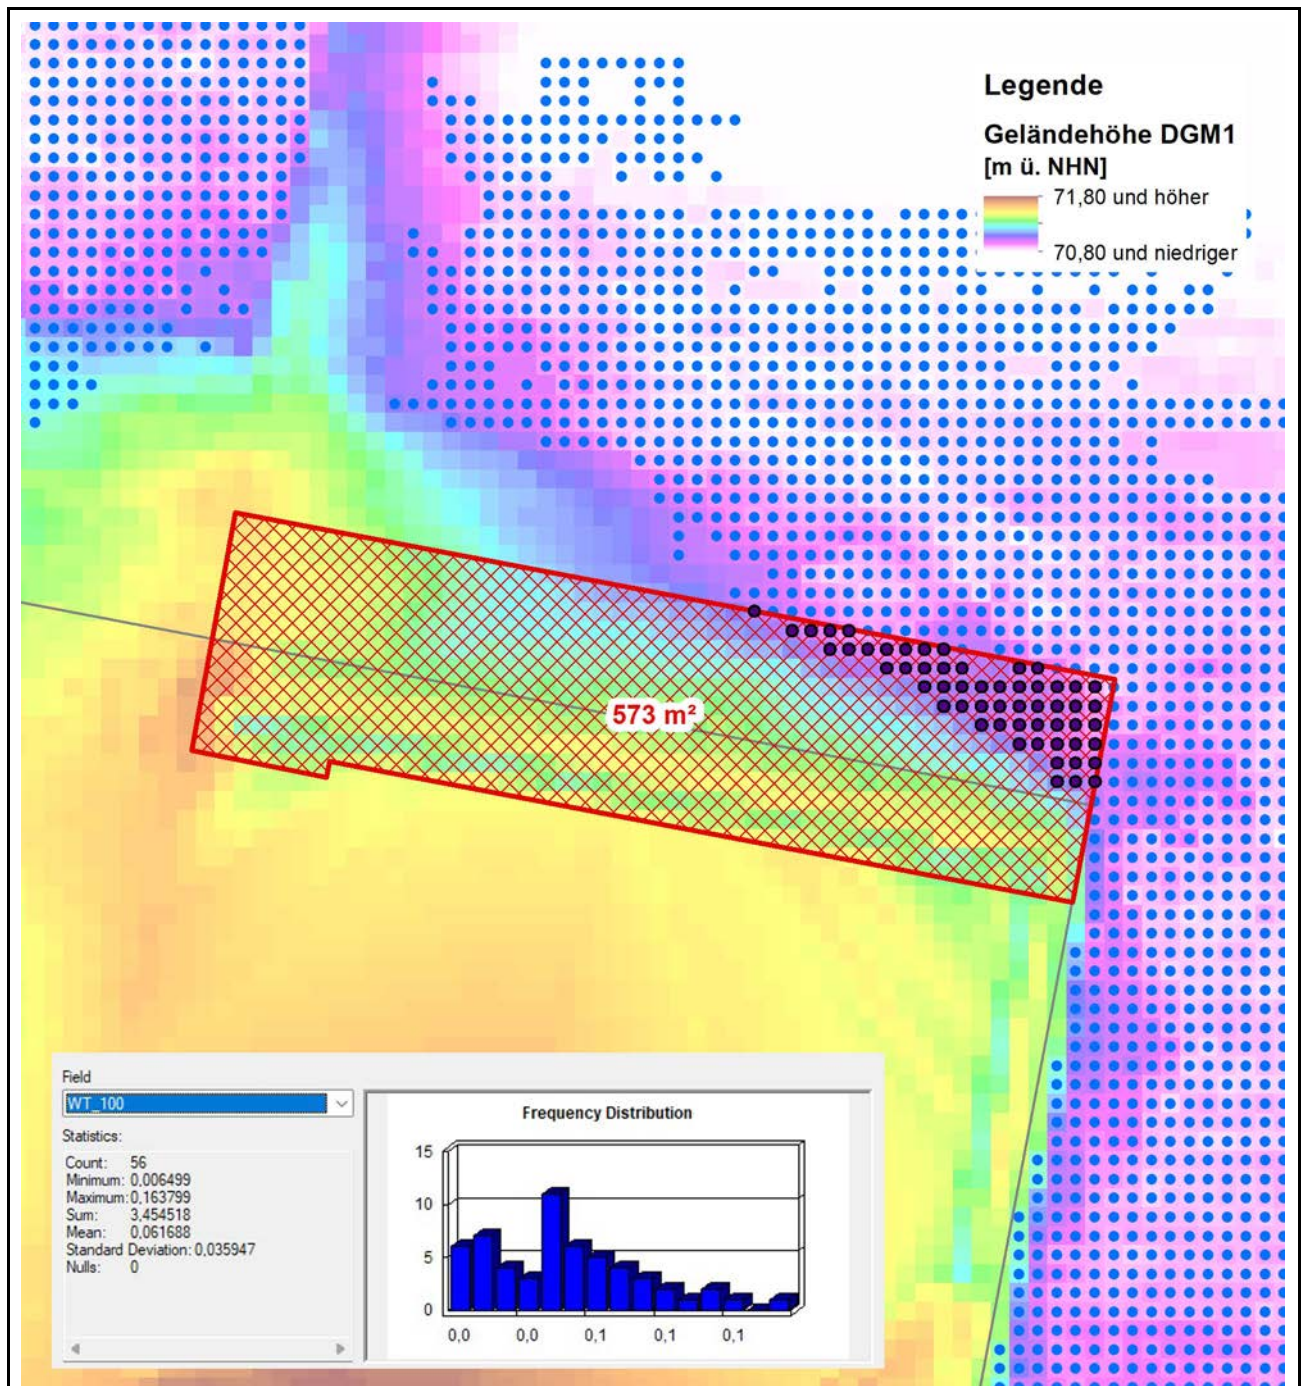 Legende
Geländehöhe DGM1
[m ü. NHN]
71,80 und höher
70,80 und niedriger
573 m²
Field
WT_100
Statistics:
Count: 56
Minimum: 0,006499
Maximum: 0,163799
Sum: 3,454518
Mean: 0,061688
Standard Deviation: 0,035947
Nulls: 0
Frequency Distribution
15
10
5
0
0,0 0,0 0,1 0,1 0,1